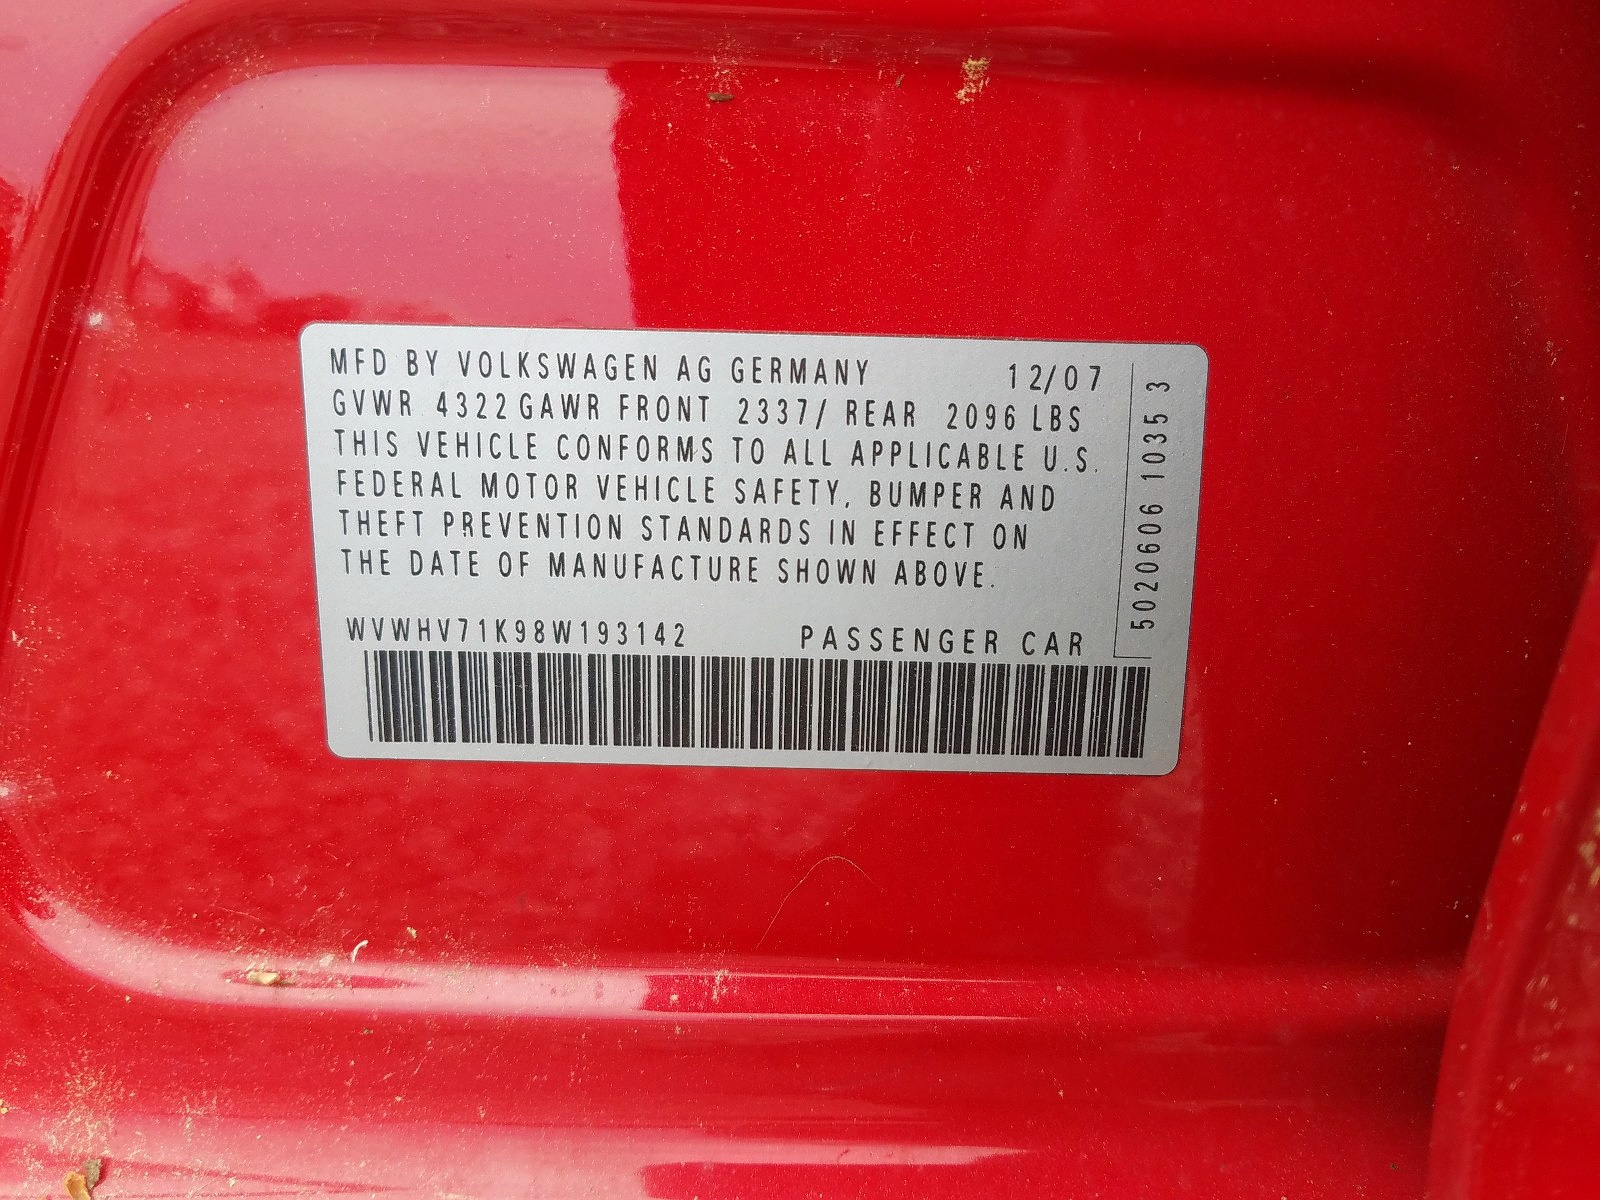 MFD BY VOLKSWAGEN AG GERMANY 12/07
GVWR 4322 GAWR FRONT 2337/ REAR 2096 LBS
THIS VEHICLE CONFORMS TO ALL APPLICABLE U.S.
FEDERAL MOTOR VEHICLE SAFETY, BUMPER AND
THEFT PREVENTION STANDARDS IN EFFECT ON
THE DATE OF MANUFACTURE SHOWN ABOVE.
WVWHV71K98W193142 PASSENGER CAR
5020606 1035 3